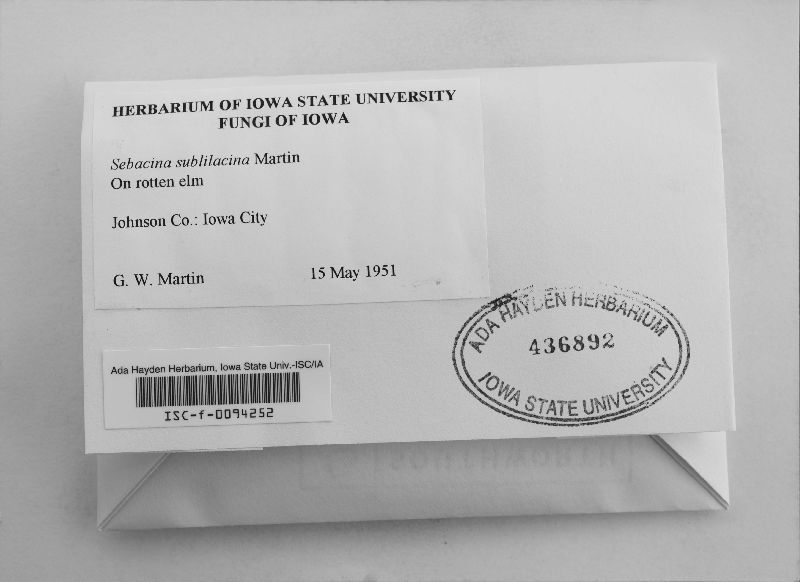 HERBARIUM OF IOWA STATE UNIVERSITY
FUNGI OF IOWA
Sebacina sublilacina Martin
On rotten elm
Johnson Co.: Iowa City
G. W. Martin 15 May 1951
Ada Hayden Herbarium, Iowa State Univ.-ISC/IA
ISC-f-0094252
ADA HAYDEN HERBARIUM
436892
IOWA STATE UNIVERSITY